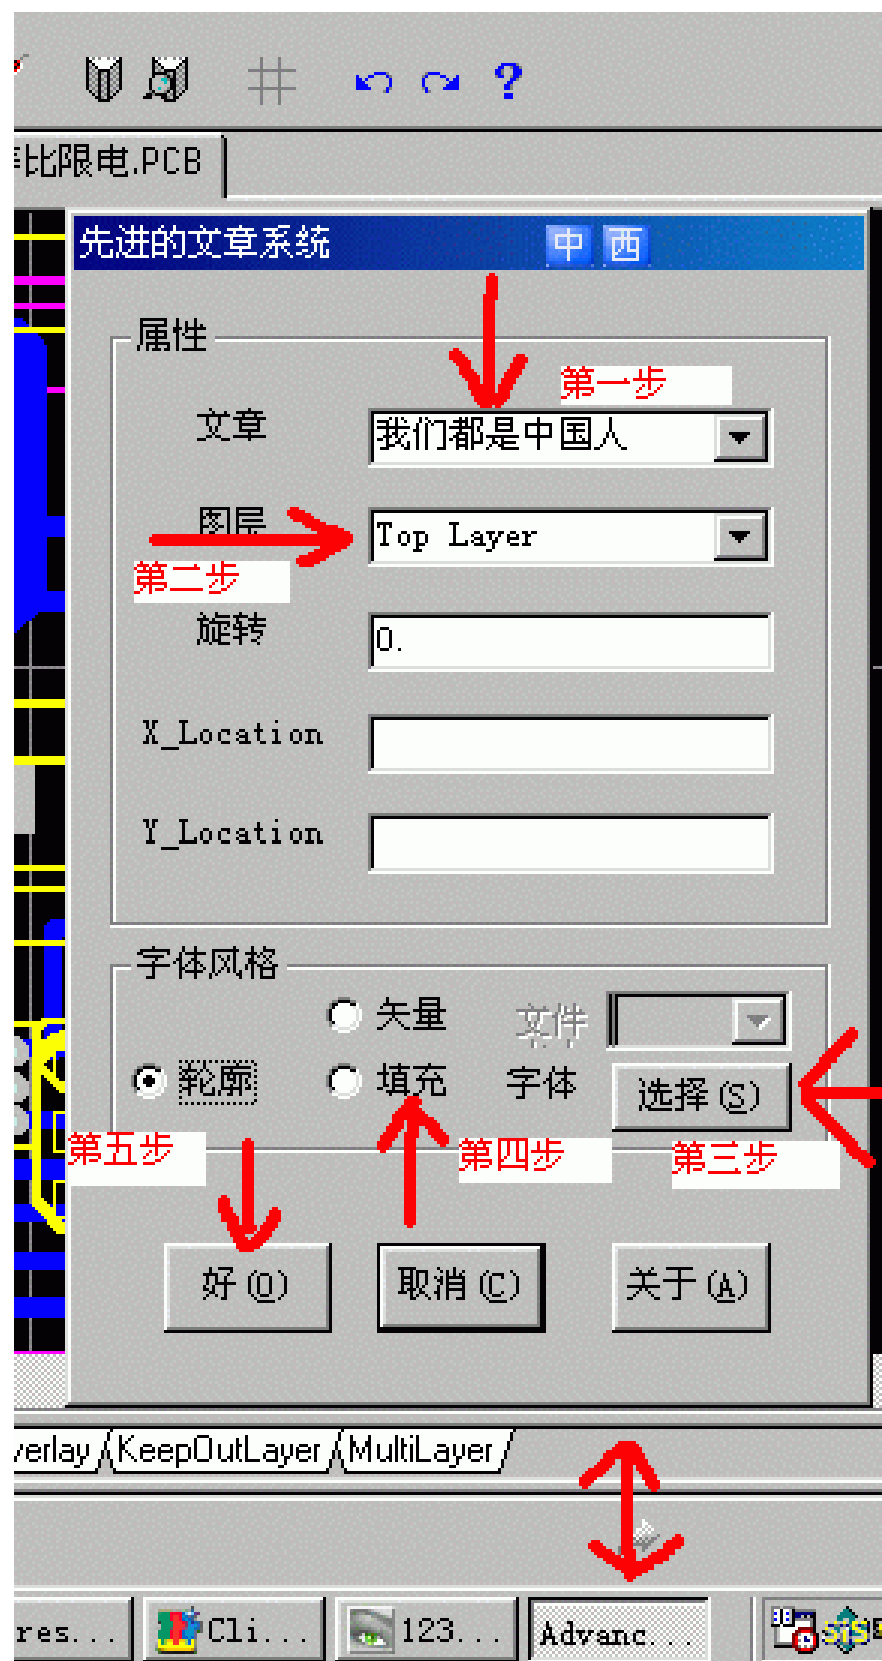 ?
限电.PCB
先进的文章系统 中 西
属性
第一步
文章 我们都是中国人
图层 Top Layer
第二步
旋转 0.
X_Location
Y_Location
字体风格
矢量 文件
轮廓 填充 字体 选择(S)
第五步 第四步 第三步
好(O) 取消(C) 关于(A)
verlay KeepOutLayer MultiLayer
res... Cli... 123... Advanc... SiS